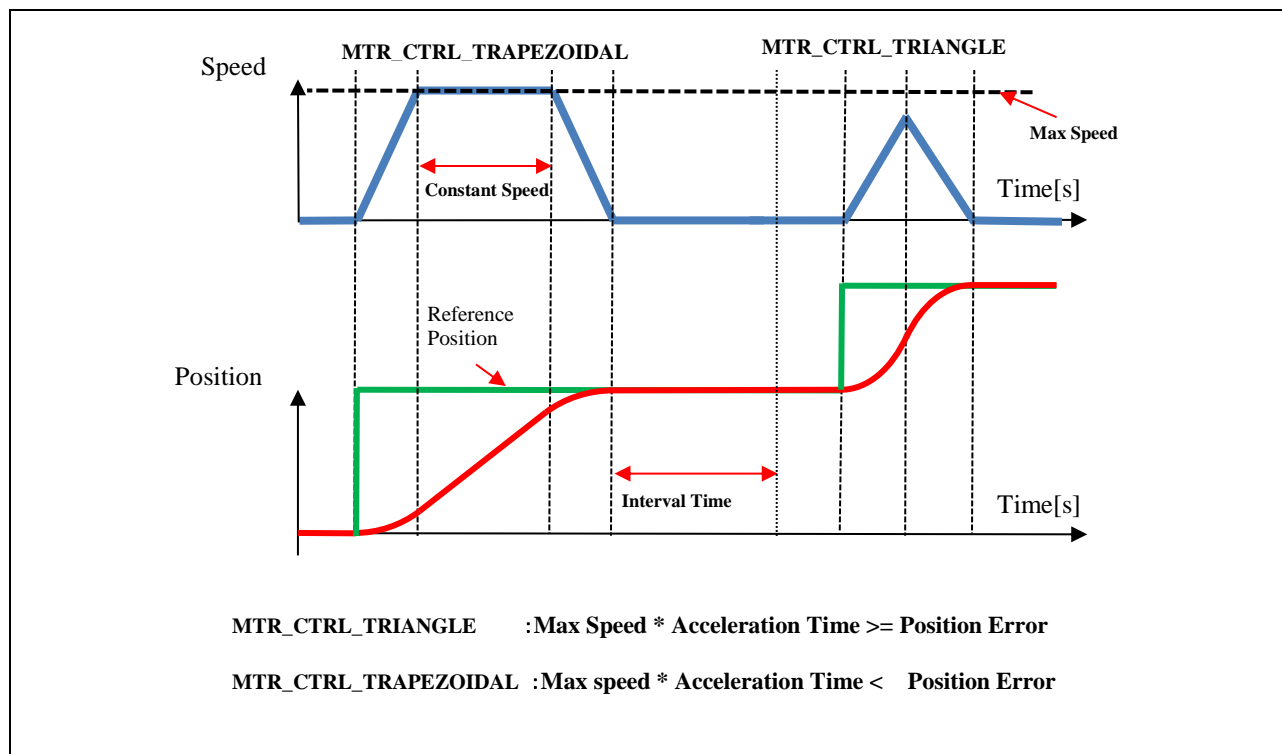 MTR_CTRL_TRAPEZOIDAL
MTR_CTRL_TRIANGLE
Speed
Max Speed
Constant Speed
Time[s]
Reference
Position
Position
Interval Time
Time[s]
MTR_CTRL_TRIANGLE :Max Speed * Acceleration Time >= Position Error
MTR_CTRL_TRAPEZOIDAL :Max speed * Acceleration Time < Position Error